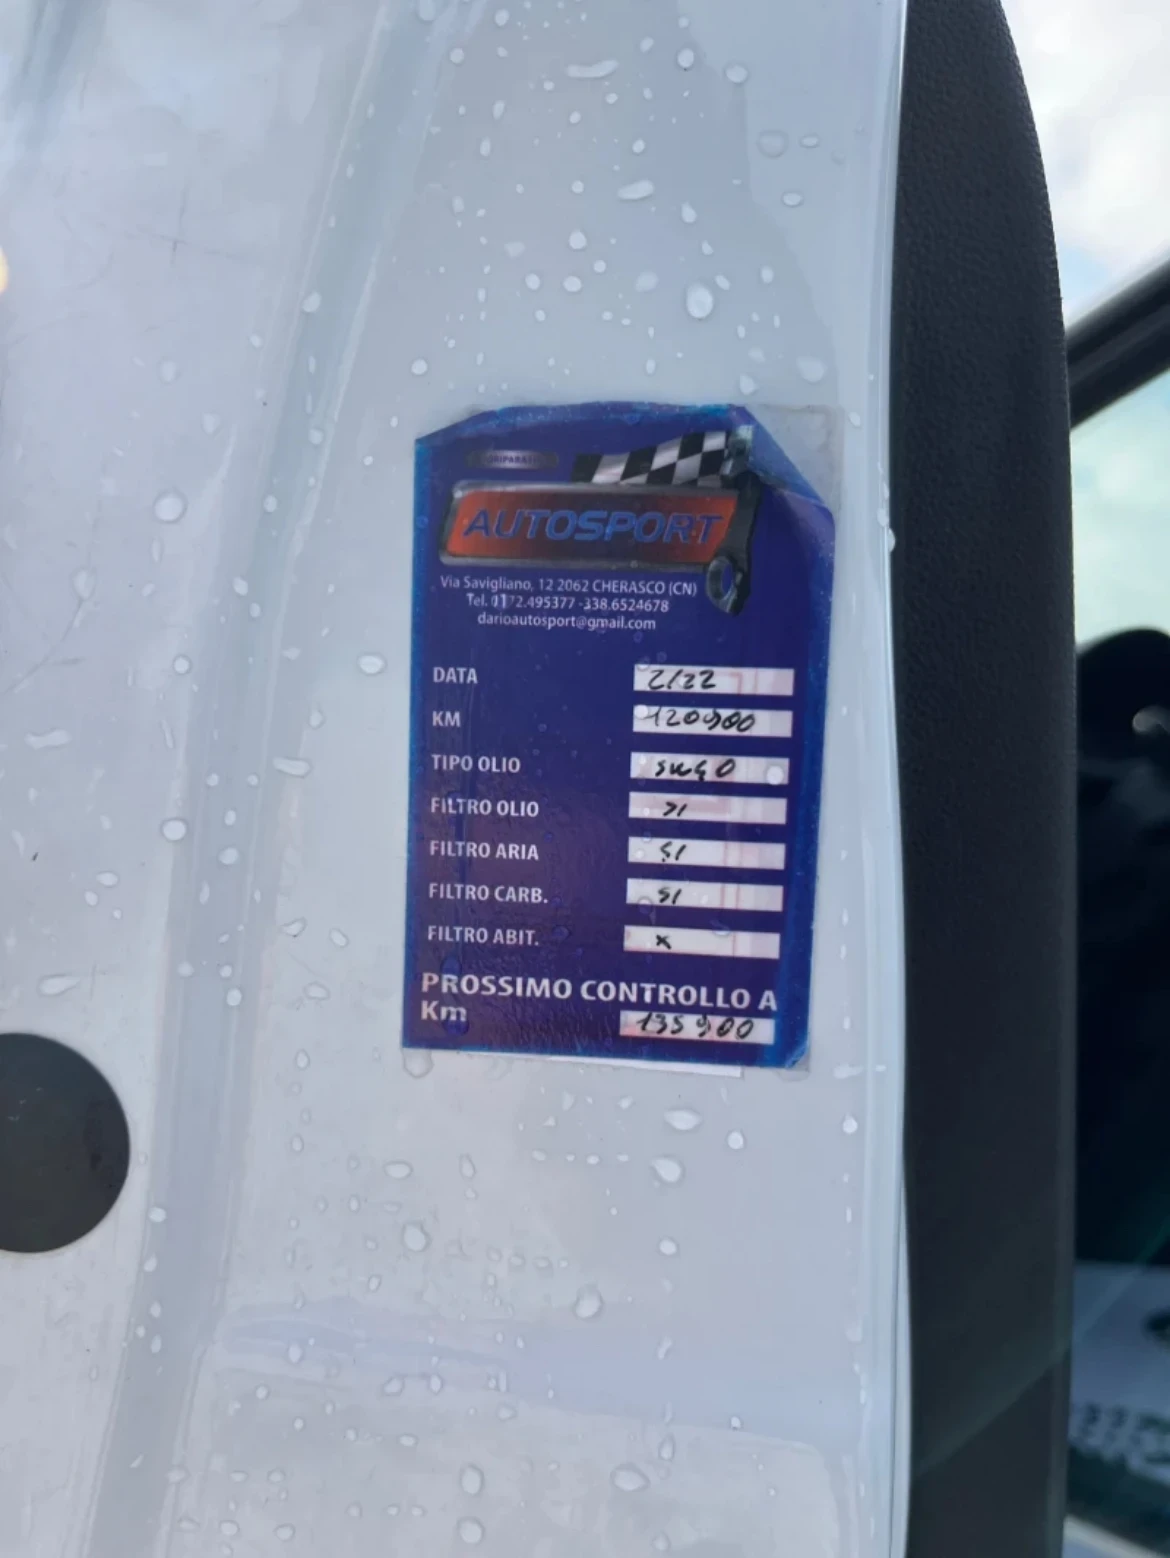 AUTOSPORT
Via Savigliano, 12 2062 CHERASCO (CN)
Tel. 0172.495377 -338.6524678
darioautosport@gmail.com
DATA 2/22
KM 120900
TIPO OLIO 5W40
FILTRO OLIO SI
FILTRO ARIA SI
FILTRO CARB. SI
FILTRO ABIT. x
PROSSIMO CONTROLLO A
Km 135900